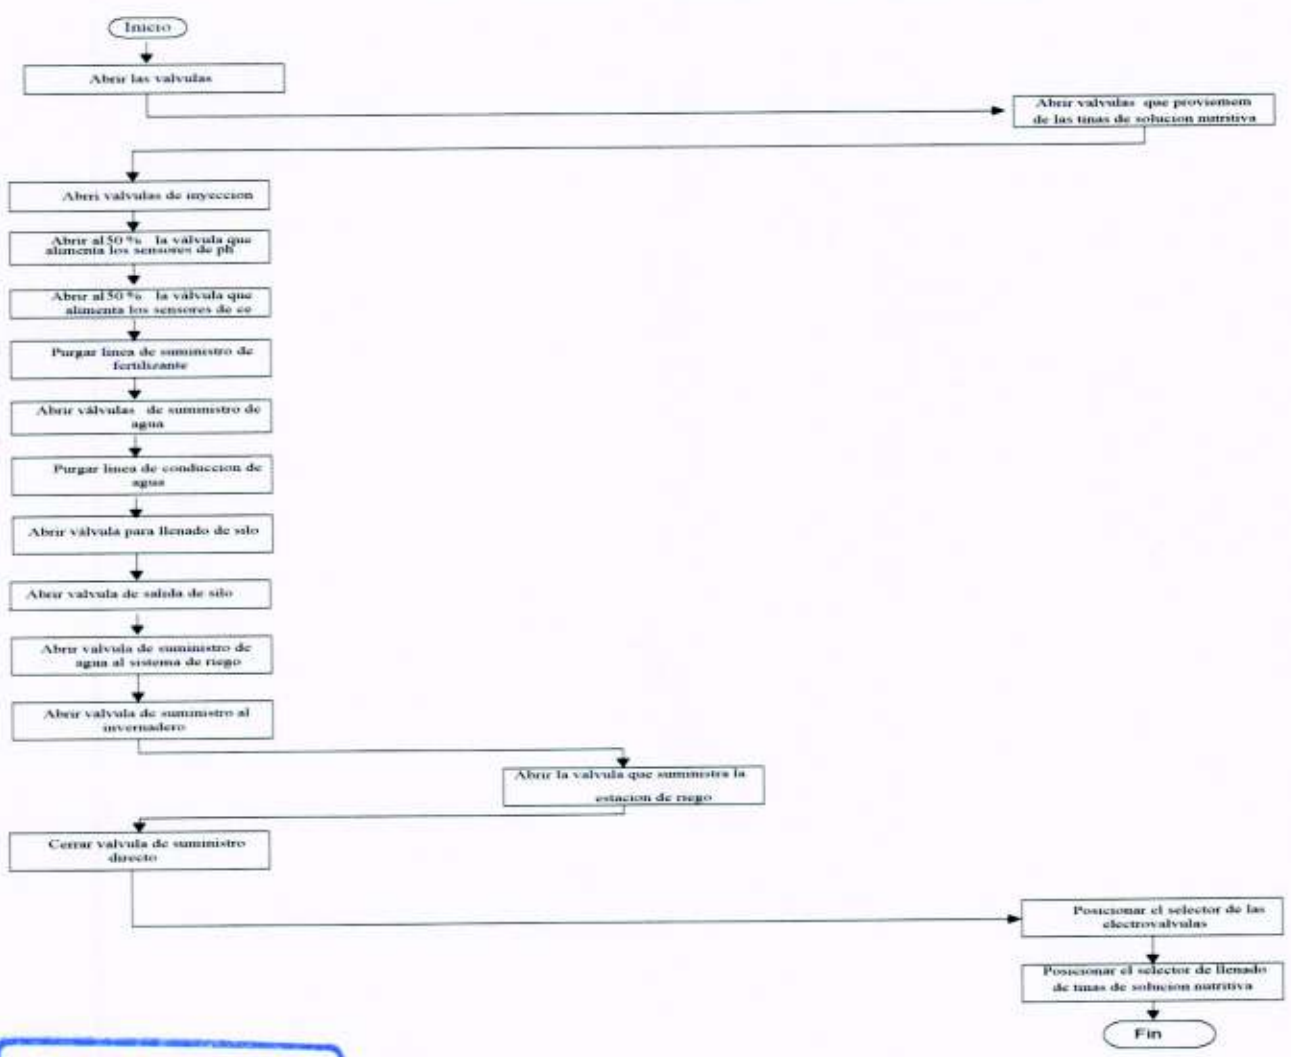 Inicio
Abrir las valvulas
Abrir valvulas que proviemem
de las tinas de solucion nutritiva
Abrri valvulas de inyeccion
Abrir al 50 % la válvula que
alimenta los sensores de ph
Abrir al 50 % la válvula que
alimenta los sensores de ce
Purgar linea de suministro de
fertilizante
Abrir válvulas de suministro de
agua
Purgar linea de conduccion de
agua
Abrir válvula para llenado de silo
Abrir valvula de salida de silo
Abrir valvula de suministro de
agua al sistema de riego
Abrir valvula de suministro al
invernadero
Abrir la valvula que suministra la
estacion de riego
Cerrar valvula de suministro
directo
Posicionar el selector de las
electrovalvulas
Posicionar el selector de llenado
de tinas de solucion nutritiva
Fin